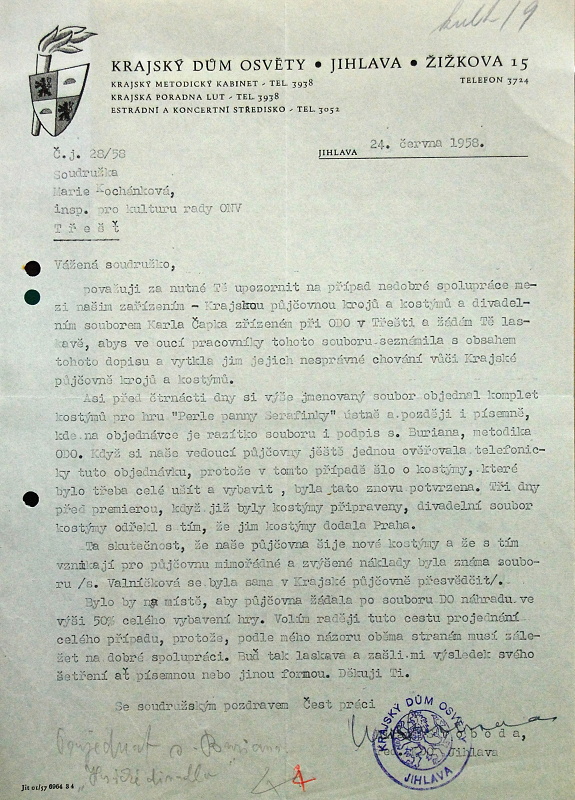 KRAJSKÝ DŮM OSVĚTY • JIHLAVA • ŽIŽKOVA 15
KRAJSKÝ METODICKÝ KABINET - TEL. 3938
TELEFON 3724
KRAJSKÁ PORADNA LUT - TEL. 3938
ESTRÁDNÍ A KONCERTNÍ STŘEDISKO - TEL. 3052
JIHLAVA 24. června 1958.
Č.j. 28/58
Soudružka
Marie Kochánková,
insp. pro kulturu rady ONV
T ř e š ť
Vážená soudružko,
považuji za nutné Tě upozornit na případ nedobré spolupráce me-
zi naším zařízením - Krajskou půjčovnou krojů a kostýmů a divadel-
ním souborem Karla Čapka zřízeném při ODO v Třešti a žádám Tě las-
kavě, abys ve oucí pracovníky tohoto souboru seznámila s obsahem
tohoto dopisu a vytkla jim jejich nesprávné chování vůči Krajské
půjčovně krojů a kostýmů.
Asi před čtrnácti dny si výše jmenovaný soubor objednal komplet
kostýmů pro hru "Perle panny Serafinky" ústně a později i písemně,
kde na objednávce je razítko souboru i podpis s. Buriana, metodika
ODO. Když si naše vedoucí půjčovny ještě jednou ověřovala telefonic-
ky tuto objednávku, protože v tomto případě šlo o kostýmy, které
bylo třeba celé ušít a vybavit , byla tato znovu potvrzena. Tři dny
před premierou, když již byly kostýmy připraveny, divadelní soubor
kostýmy odřekl s tím, že jim kostýmy dodala Praha.
Ta skutečnost, že naše půjčovna šije nové kostýmy a že s tím
vznikají pro půjčovnu mimořádné a zvýšené náklady byla známa soubo-
ru /s. Valníčková se byla sama v Krajské půjčovně přesvědčit/.
Bylo by na místě, aby půjčovna žádala po souboru DO náhradu ve
výši 50% celého vybavení hry. Volím raději tuto cestu projednání
celého případu, protože, podle mého názoru oběma stranám musí zále-
žet na dobré spolupráci. Buď tak laskava a zašli mi výsledek svého
šetření ať písemnou nebo jinou formou. Děkuji Ti.
Se soudružským pozdravem Čest práci
oboda,
Jihlava
KRAJSKÝ DŮM OSVĚTY
JIHLAVA
4